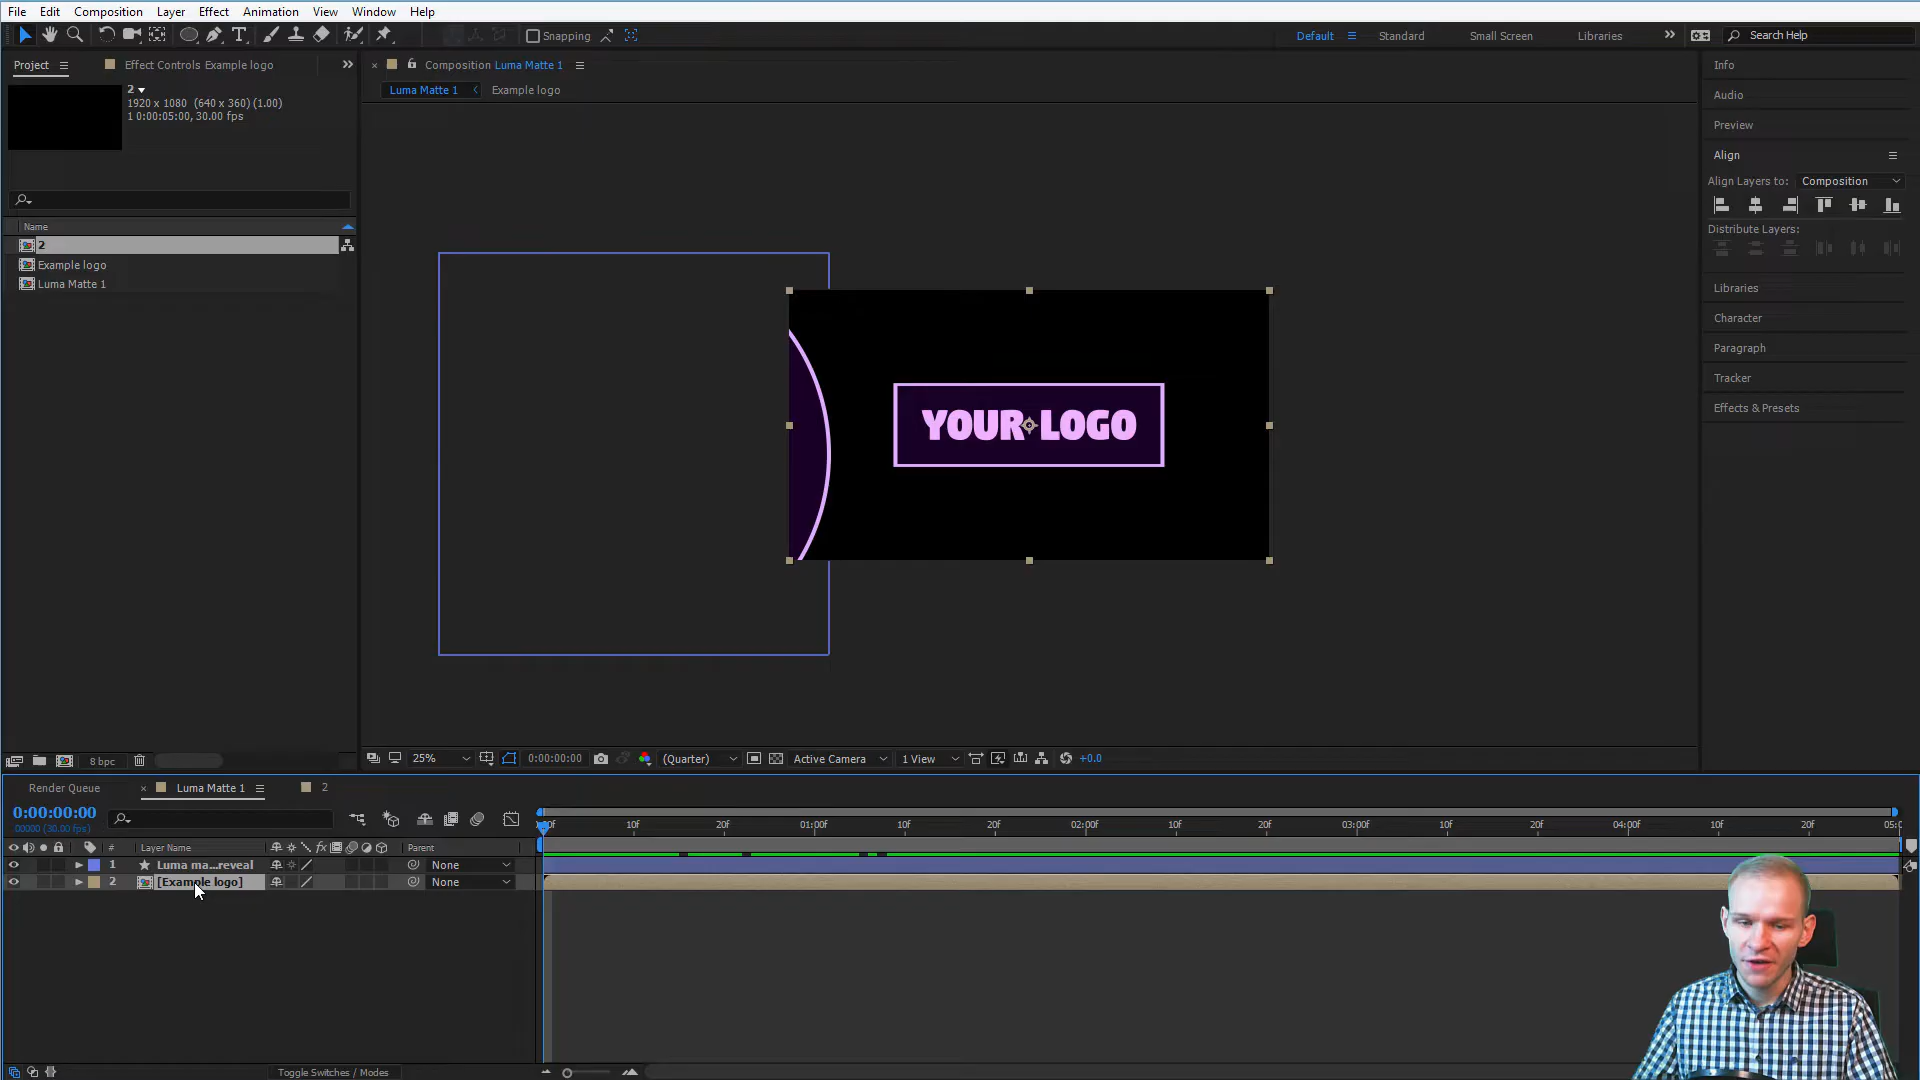 File Edit Composition Layer Effect Animation View Window Help
Snapping
Default
Standard
Small Screen
Libraries
Search Help
Project
Effect Controls Example logo
Composition Luma Matte 1
Luma Matte 1
Example logo
2
1920 x 1080 (640 x 360) (1.00)
1 0:00:05:00, 30.00 fps
Name
2
Example logo
Luma Matte 1
YOUR LOGO
Info
Audio
Preview
Align
Align Layers to: Composition
Distribute Layers:
Libraries
Character
Paragraph
Tracker
Effects & Presets
8 bpc
25%
0:00:00:00
(Quarter)
Active Camera
1 View
+0.0
Render Queue
Luma Matte 1
2
0:00:00:00
00000 (30.00 fps)
# Layer Name
fx
Parent
1 Luma ma...reveal
None
2 [Example logo]
None
10f 20f 01:00f 10f 20f 02:00f 10f 20f 03:00f 10f 20f 04:00f 10f 20f
Toggle Switches / Modes